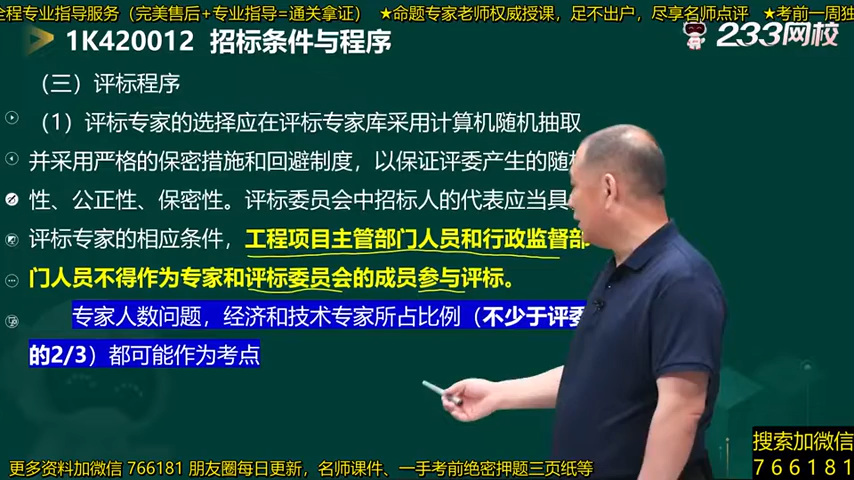 全程专业指导服务（完美售后+专业指导=通关拿证） ★命题专家老师权威授课，足不出户，尽享名师点评 ★考前一周独
1K420012 招标条件与程序
233网校
（三）评标程序
（1）评标专家的选择应在评标专家库采用计算机随机抽取
并采用严格的保密措施和回避制度，以保证评委产生的随机
性、公正性、保密性。评标委员会中招标人的代表应当具
评标专家的相应条件，工程项目主管部门人员和行政监督部
门人员不得作为专家和评标委员会的成员参与评标。
专家人数问题，经济和技术专家所占比例（不少于评委
的2/3）都可能作为考点
搜索加微信
766181
更多资料加微信 766181 朋友圈每日更新，名师课件、一手考前绝密押题三页纸等